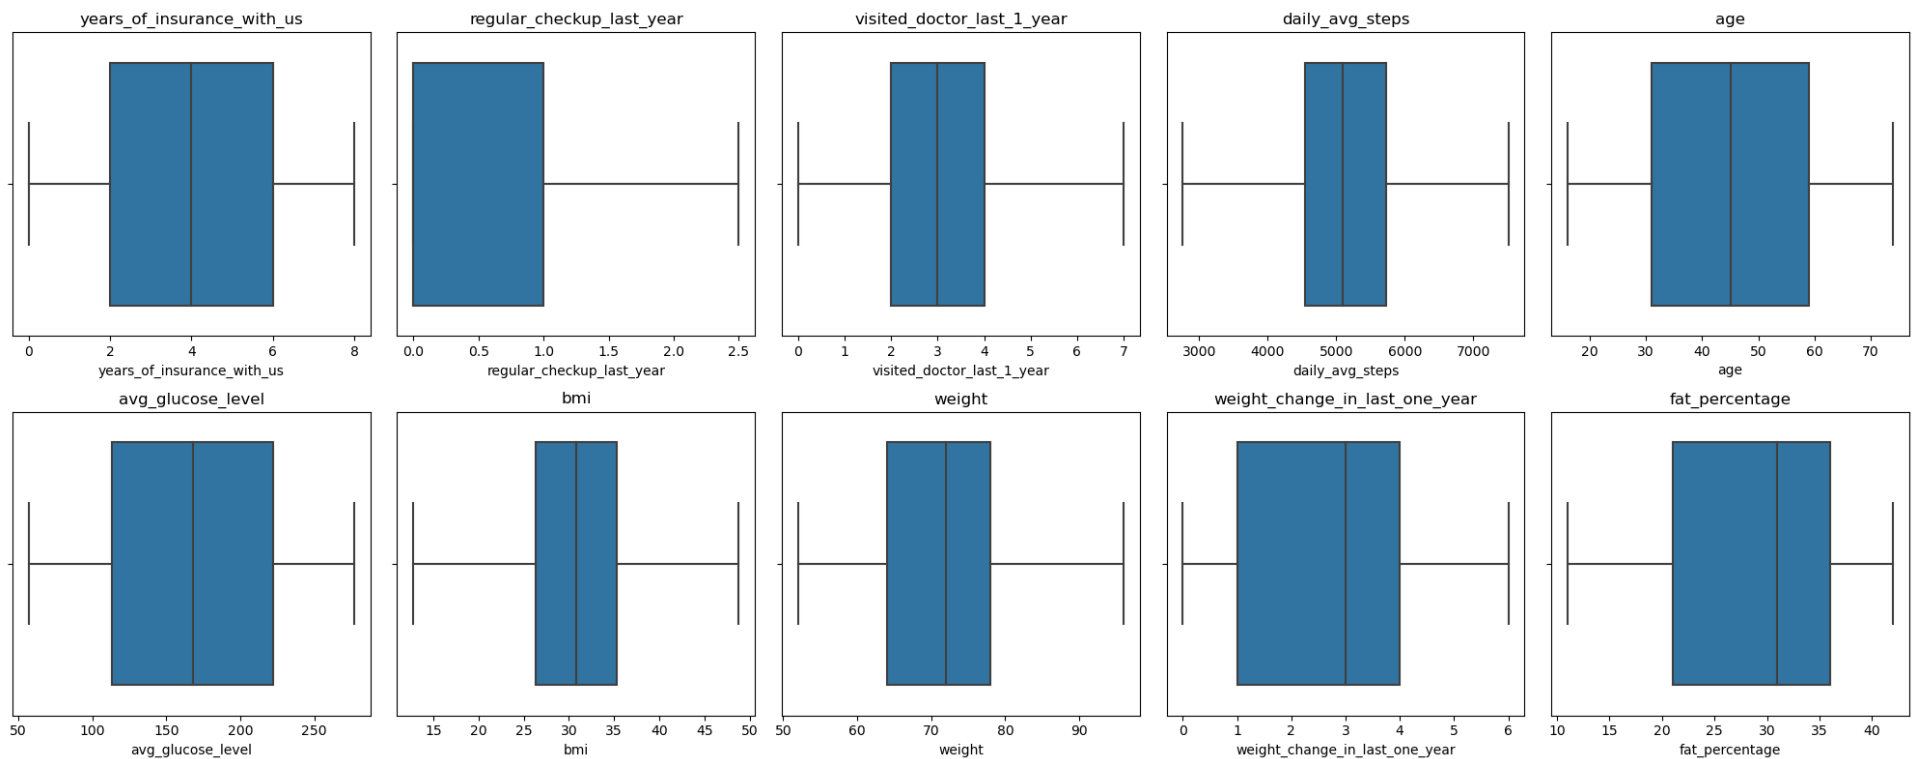 years_of_insurance_with_us regular_checkup_last_year visited_doctor_last_1_year daily_avg_steps age
0 2 4 6 8 0.0 0.5 1.0 1.5 2.0 2.5 0 1 2 3 4 5 6 7 3000 4000 5000 6000 7000 20 30 40 50 60 70
years_of_insurance_with_us regular_checkup_last_year visited_doctor_last_1_year daily_avg_steps age
avg_glucose_level bmi weight weight_change_in_last_one_year fat_percentage
50 100 150 200 250 15 20 25 30 35 40 45 50 50 60 70 80 90 0 1 2 3 4 5 6 10 15 20 25 30 35 40
avg_glucose_level bmi weight weight_change_in_last_one_year fat_percentage